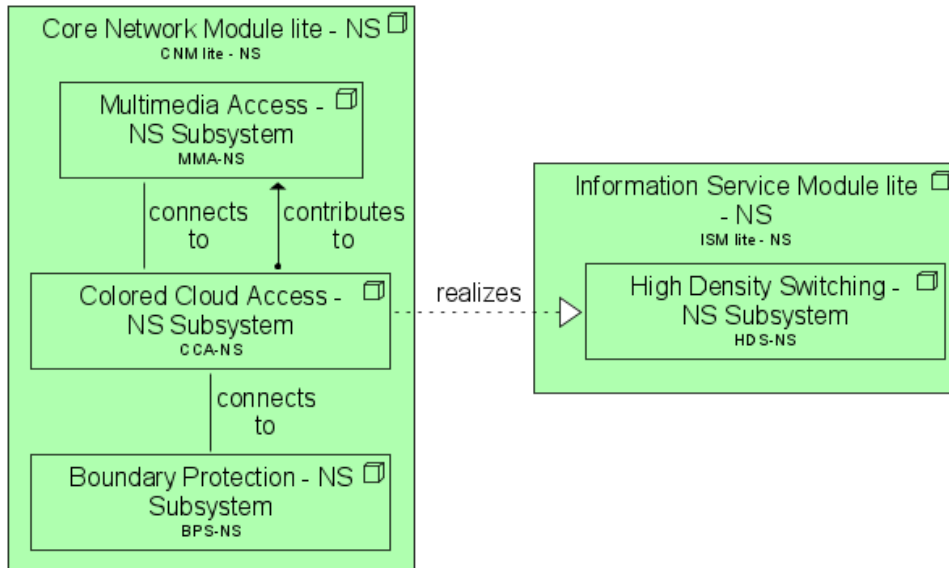 Core Network Module lite - NS
CNM lite - NS
Multimedia Access -
NS Subsystem
MMA-NS
connects
to
contributes
to
Colored Cloud Access -
NS Subsystem
CCA-NS
connects
to
Boundary Protection - NS
Subsystem
BPS-NS
realizes
Information Service Module lite
- NS
ISM lite - NS
High Density Switching -
NS Subsystem
HDS-NS